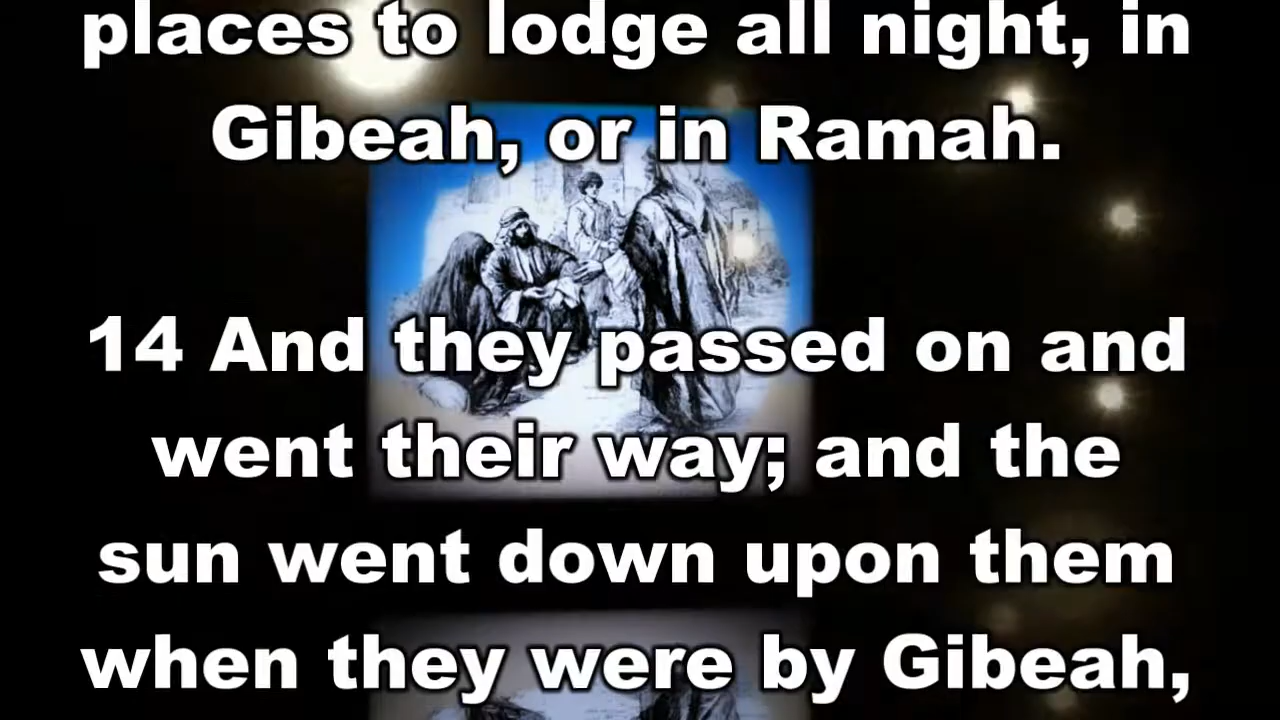 places to lodge all night, in
Gibeah, or in Ramah.
14 And they passed on and
went their way; and the
sun went down upon them
when they were by Gibeah,